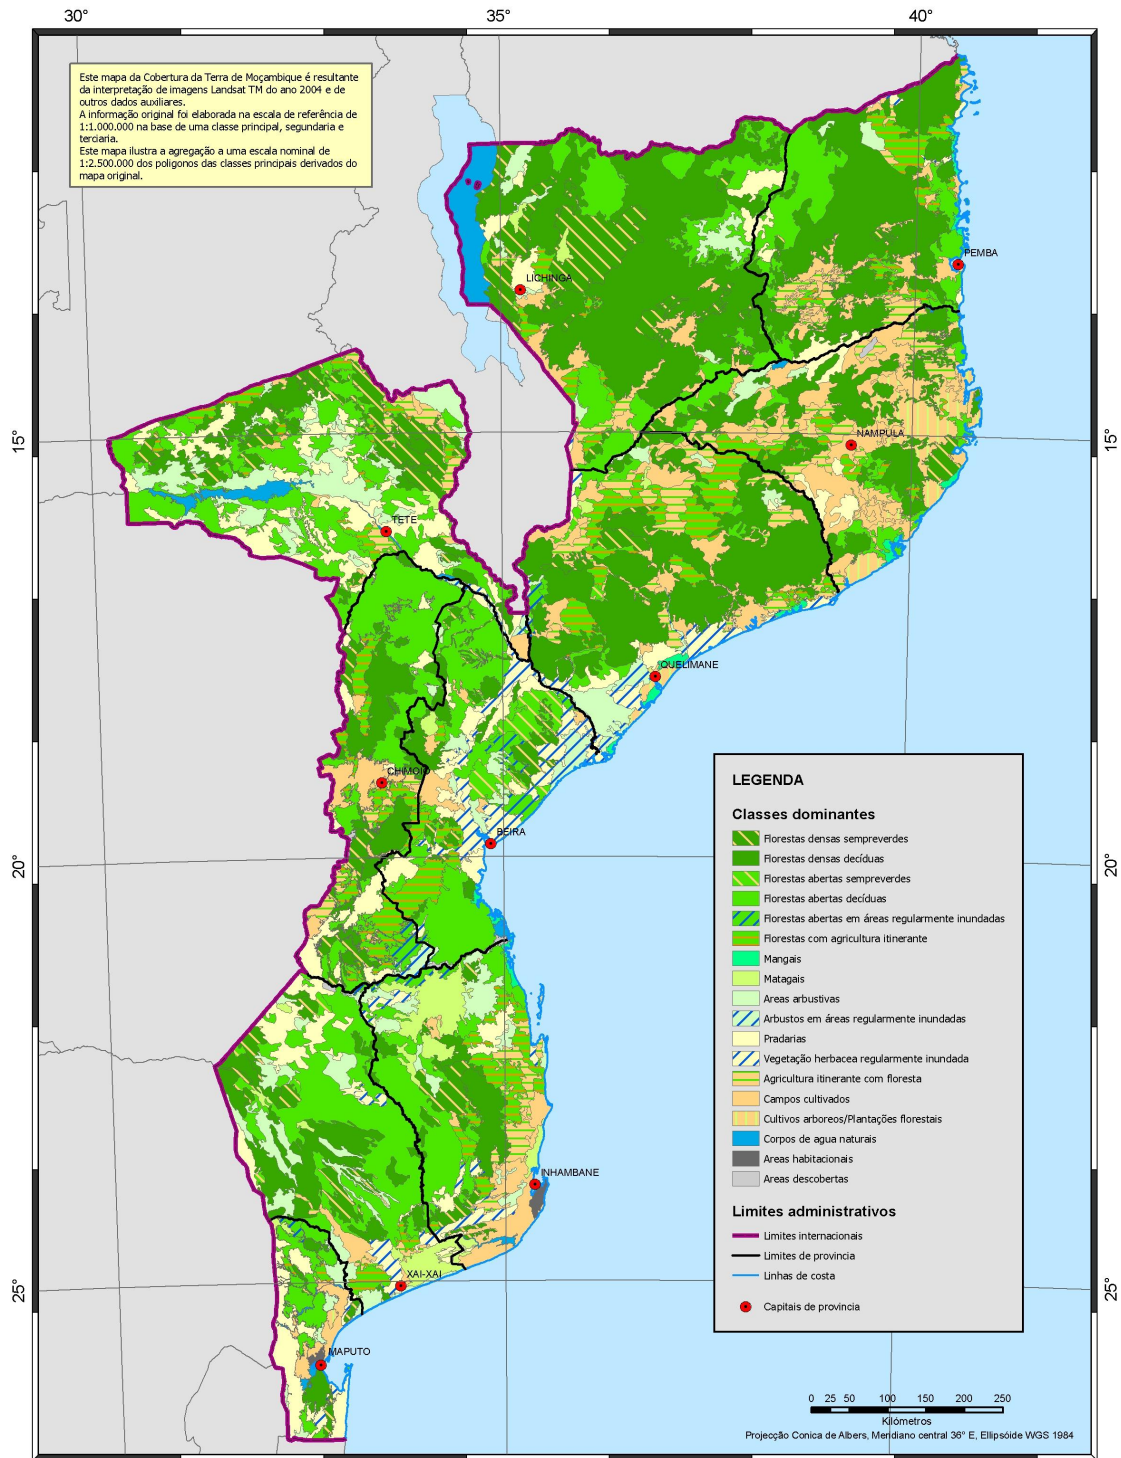 30°
35°
40°
Este mapa da Cobertura da Terra de Moçambique é resultante
da interpretação de imagens Landsat TM do ano 2004 e de
outros dados auxiliares.
A informação original foi elaborada na escala de referência de
1:1.000.000 na base de uma classe principal, segundaria e
terciaria.
Este mapa ilustra a agregação a uma escala nominal de
1:2.500.000 dos poligonos das classes principais derivados do
mapa original.
PEMBA
LICHINGA
15°
15°
NAMPULA
TETE
QUELIMANE
CHIMOIO
BEIRA
20°
20°
INHAMBANE
XAI-XAI
25°
25°
MAPUTO
LEGENDA
Classes dominantes
Florestas densas sempreverdes
Florestas densas decíduas
Florestas abertas sempreverdes
Florestas abertas decíduas
Florestas abertas em áreas regularmente inundadas
Florestas com agricultura itinerante
Mangais
Matagais
Areas arbustivas
Arbustos em áreas regularmente inundadas
Pradarias
Vegetação herbacea regularmente inundada
Agricultura itinerante com floresta
Campos cultivados
Cultivos arboreos/Plantações florestais
Corpos de agua naturais
Areas habitacionais
Areas descobertas
Limites administrativos
Limites internacionais
Limites de provincia
Linhas de costa
Capitais de provincia
0 25 50 100 150 200 250
Kilómetros
Projecção Conica de Albers, Meridiano central 36° E, Ellipsóide WGS 1984